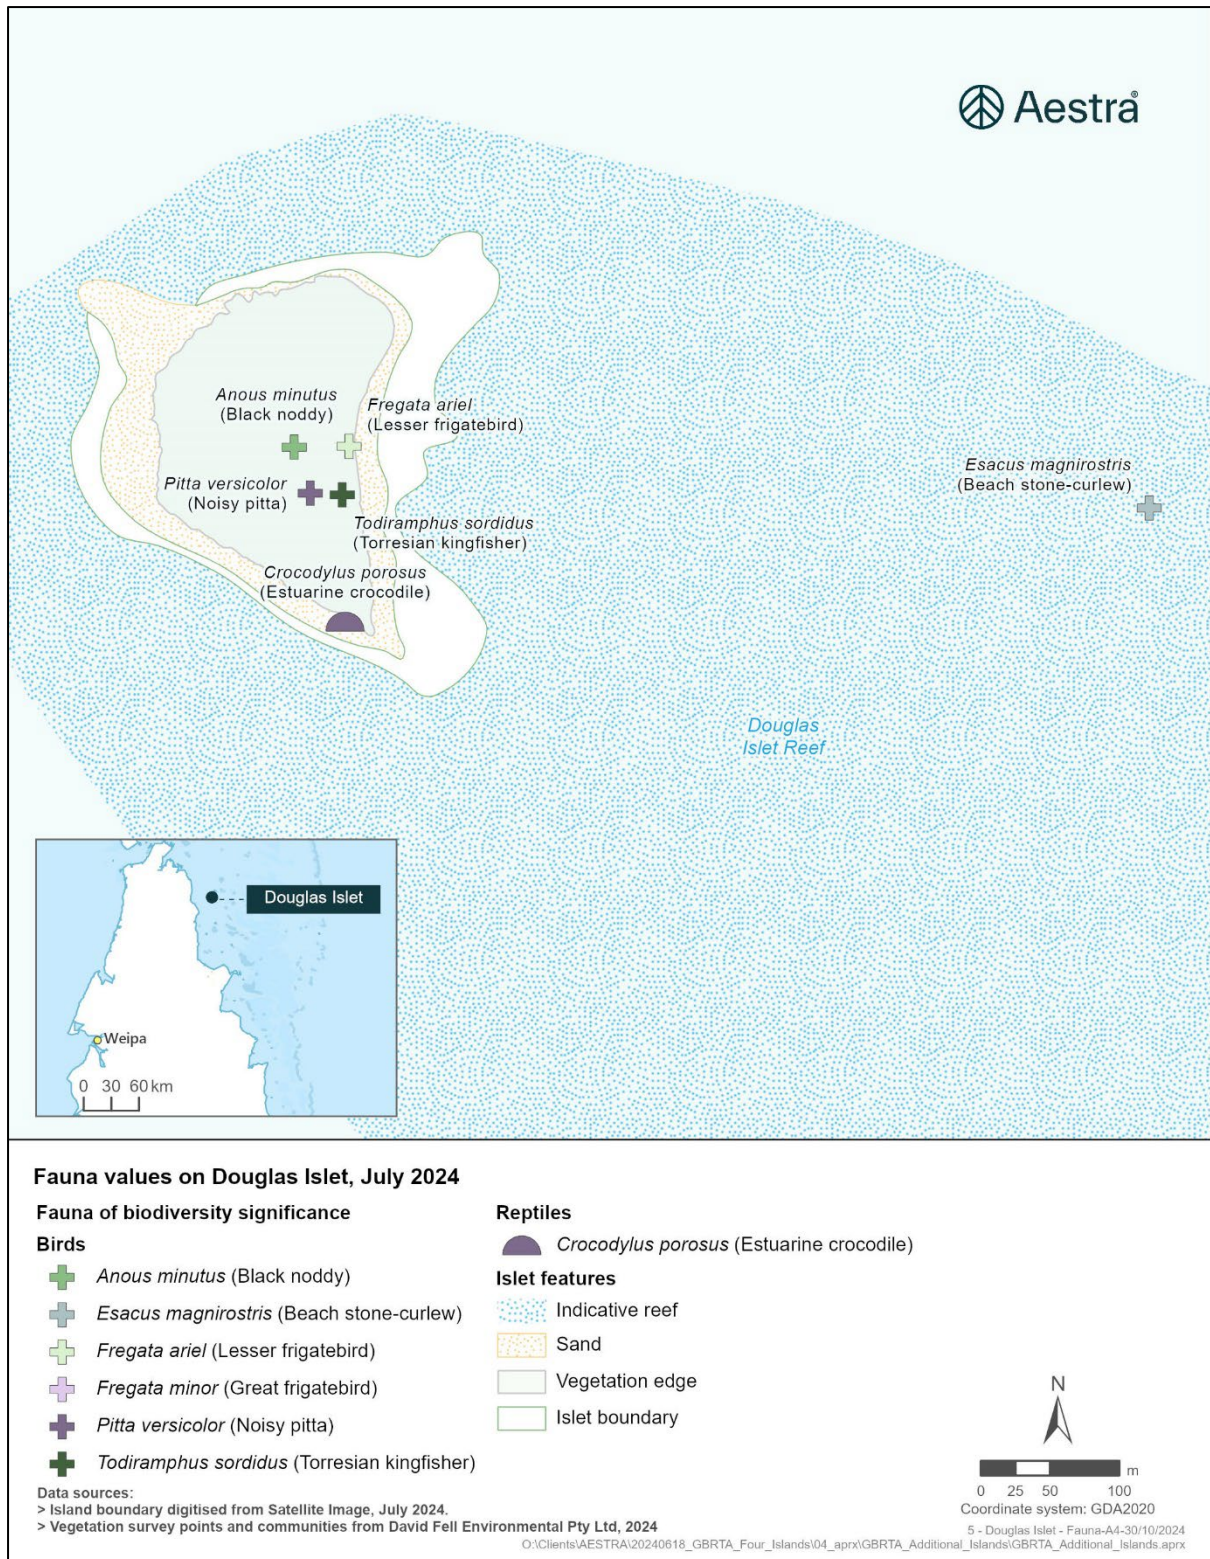 Aestra®
Anous minutus
(Black noddy)
Fregata ariel
(Lesser frigatebird)
Pitta versicolor
(Noisy pitta)
Todiramphus sordidus
(Torresian kingfisher)
Crocodylus porosus
(Estuarine crocodile)
Esacus magnirostris
(Beach stone-curlew)
Douglas
Islet Reef
Douglas Islet
Weipa
0 30 60 km
Fauna values on Douglas Islet, July 2024
Fauna of biodiversity significance
Birds
Anous minutus (Black noddy)
Esacus magnirostris (Beach stone-curlew)
Fregata ariel (Lesser frigatebird)
Fregata minor (Great frigatebird)
Pitta versicolor (Noisy pitta)
Todiramphus sordidus (Torresian kingfisher)
Reptiles
Crocodylus porosus (Estuarine crocodile)
Islet features
Indicative reef
Sand
Vegetation edge
Islet boundary
N
m
0 25 50 100
Coordinate system: GDA2020
Data sources:
> Island boundary digitised from Satellite Image, July 2024.
> Vegetation survey points and communities from David Fell Environmental Pty Ltd, 2024
5 - Douglas Islet - Fauna-A4-30/10/2024
O:\Clients\AESTRA\20240618_GBRTA_Four_Islands\04_aprx\GBRTA_Additional_Islands\GBRTA_Additional_Islands.aprx